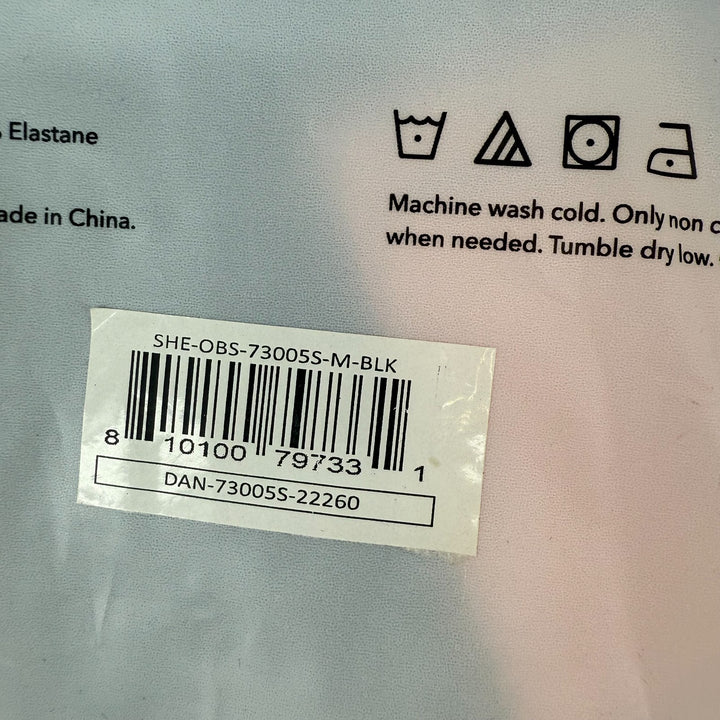 Elastane
ade in China.
Machine wash cold. Only non c
when needed. Tumble dry low.
SHE-OBS-73005S-M-BLK
8 10100 79733 1
DAN-73005S-22260